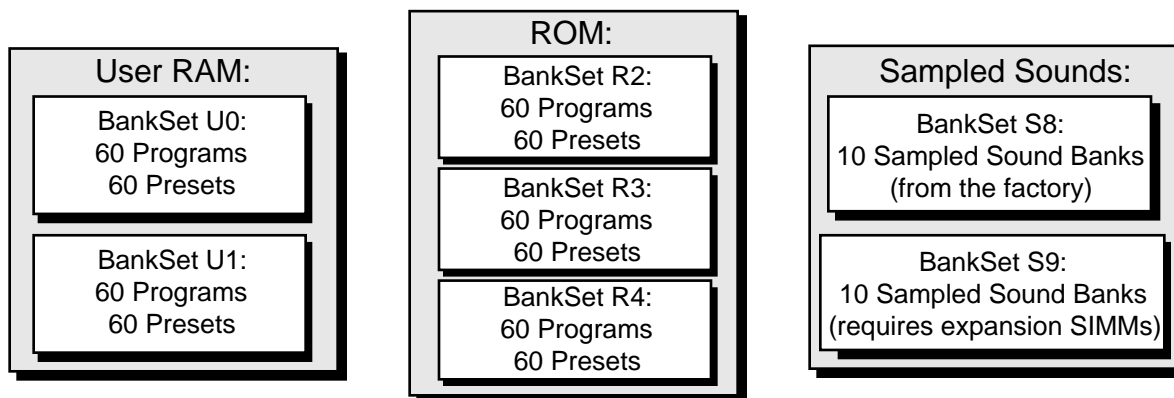 User RAM:
BankSet U0:
60 Programs
60 Presets
BankSet U1:
60 Programs
60 Presets
ROM:
BankSet R2:
60 Programs
60 Presets
BankSet R3:
60 Programs
60 Presets
BankSet R4:
60 Programs
60 Presets
Sampled Sounds:
BankSet S8:
10 Sampled Sound Banks
(from the factory)
BankSet S9:
10 Sampled Sound Banks
(requires expansion SIMMs)